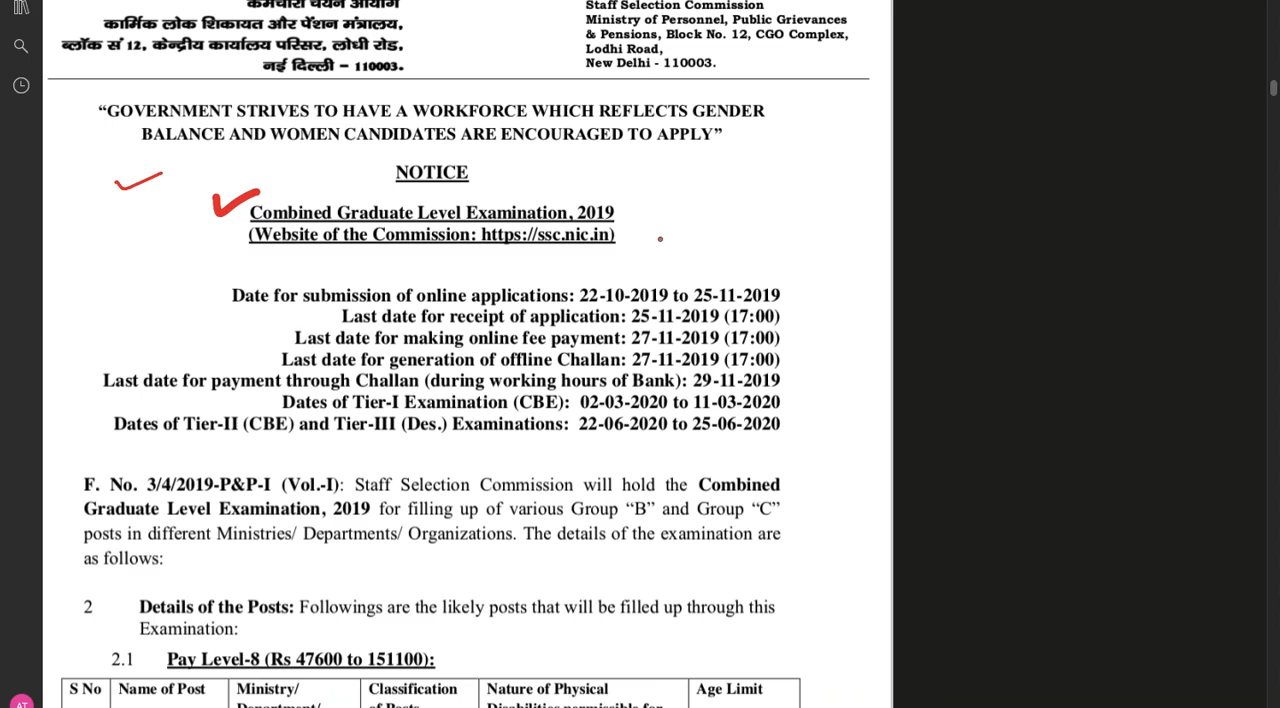 कर्मचारी चयन आयोग
कार्मिक लोक शिकायत और पेंशन मंत्रालय,
ब्लॉक सं 12, केन्द्रीय कार्यालय परिसर, लोधी रोड,
नई दिल्ली – 110003.
Staff Selection Commission
Ministry of Personnel, Public Grievances
& Pensions, Block No. 12, CGO Complex,
Lodhi Road,
New Delhi - 110003.
“GOVERNMENT STRIVES TO HAVE A WORKFORCE WHICH REFLECTS GENDER
BALANCE AND WOMEN CANDIDATES ARE ENCOURAGED TO APPLY”
NOTICE
Combined Graduate Level Examination, 2019
(Website of the Commission: https://ssc.nic.in)
Date for submission of online applications: 22-10-2019 to 25-11-2019
Last date for receipt of application: 25-11-2019 (17:00)
Last date for making online fee payment: 27-11-2019 (17:00)
Last date for generation of offline Challan: 27-11-2019 (17:00)
Last date for payment through Challan (during working hours of Bank): 29-11-2019
Dates of Tier-I Examination (CBE): 02-03-2020 to 11-03-2020
Dates of Tier-II (CBE) and Tier-III (Des.) Examinations: 22-06-2020 to 25-06-2020
F. No. 3/4/2019-P&P-I (Vol.-I): Staff Selection Commission will hold the Combined
Graduate Level Examination, 2019 for filling up of various Group “B” and Group “C”
posts in different Ministries/ Departments/ Organizations. The details of the examination are
as follows:
2 Details of the Posts: Followings are the likely posts that will be filled up through this
Examination:
2.1 Pay Level-8 (Rs 47600 to 151100):
S No Name of Post Ministry/ Classification Nature of Physical Age Limit
Department/ of Posts Disabilities permissible for
AT